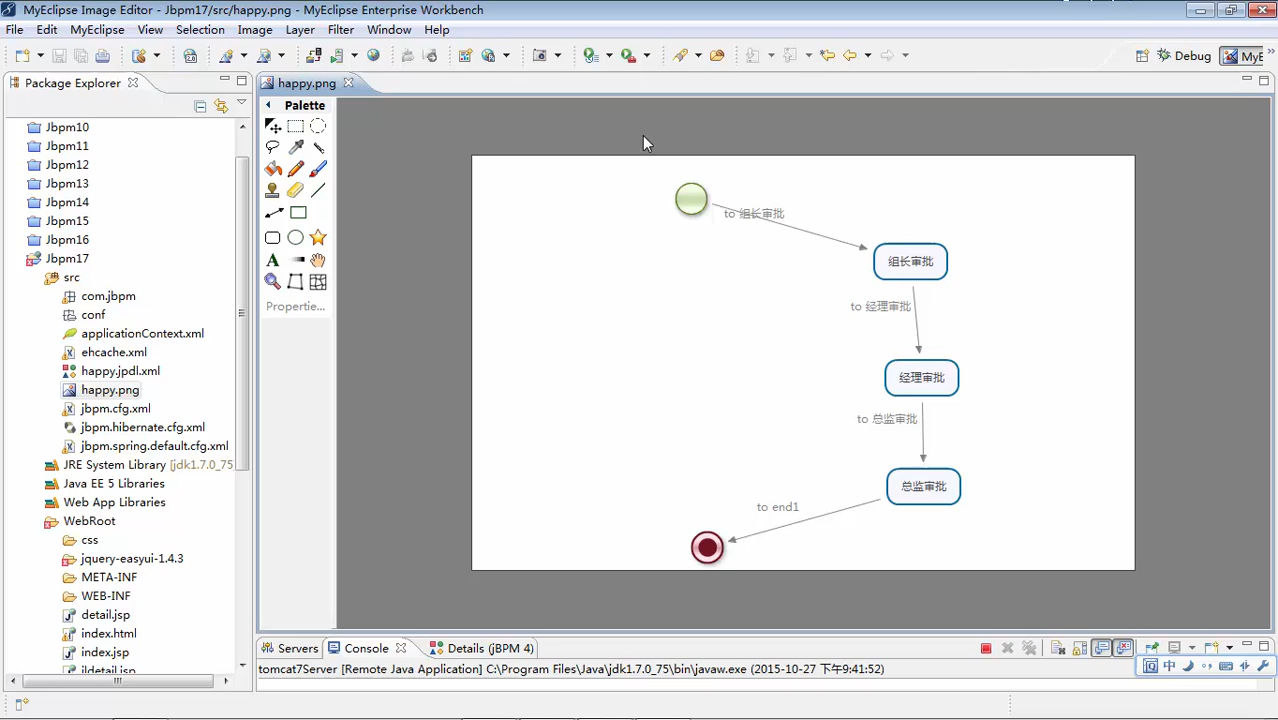 MyEclipse Image Editor - Jbpm17/src/happy.png - MyEclipse Enterprise Workbench
File Edit MyEclipse View Selection Image Layer Filter Window Help
Debug MyE
Package Explorer
happy.png
Palette
Jbpm10
Jbpm11
Jbpm12
Jbpm13
Jbpm14
Jbpm15
Jbpm16
Jbpm17
src
com.jbpm
conf
applicationContext.xml
ehcache.xml
happy.jpdl.xml
happy.png
jbpm.cfg.xml
jbpm.hibernate.cfg.xml
jbpm.spring.default.cfg.xml
JRE System Library [jdk1.7.0_75
Java EE 5 Libraries
Web App Libraries
WebRoot
css
jquery-easyui-1.4.3
META-INF
WEB-INF
detail.jsp
index.html
index.jsp
lldetail.jsp
Properties...
to 组长审批
组长审批
to 经理审批
经理审批
to 总监审批
总监审批
to end1
Servers Console Details (jBPM 4)
tomcat7Server [Remote Java Application] C:\Program Files\Java\jdk1.7.0_75\bin\javaw.exe (2015-10-27 下午9:41:52)
中